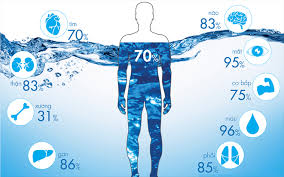 tim
70%
thận
83%
xương
31%
gan
86%
70%
não
83%
mắt
95%
cơ bắp
75%
máu
96%
phổi
85%